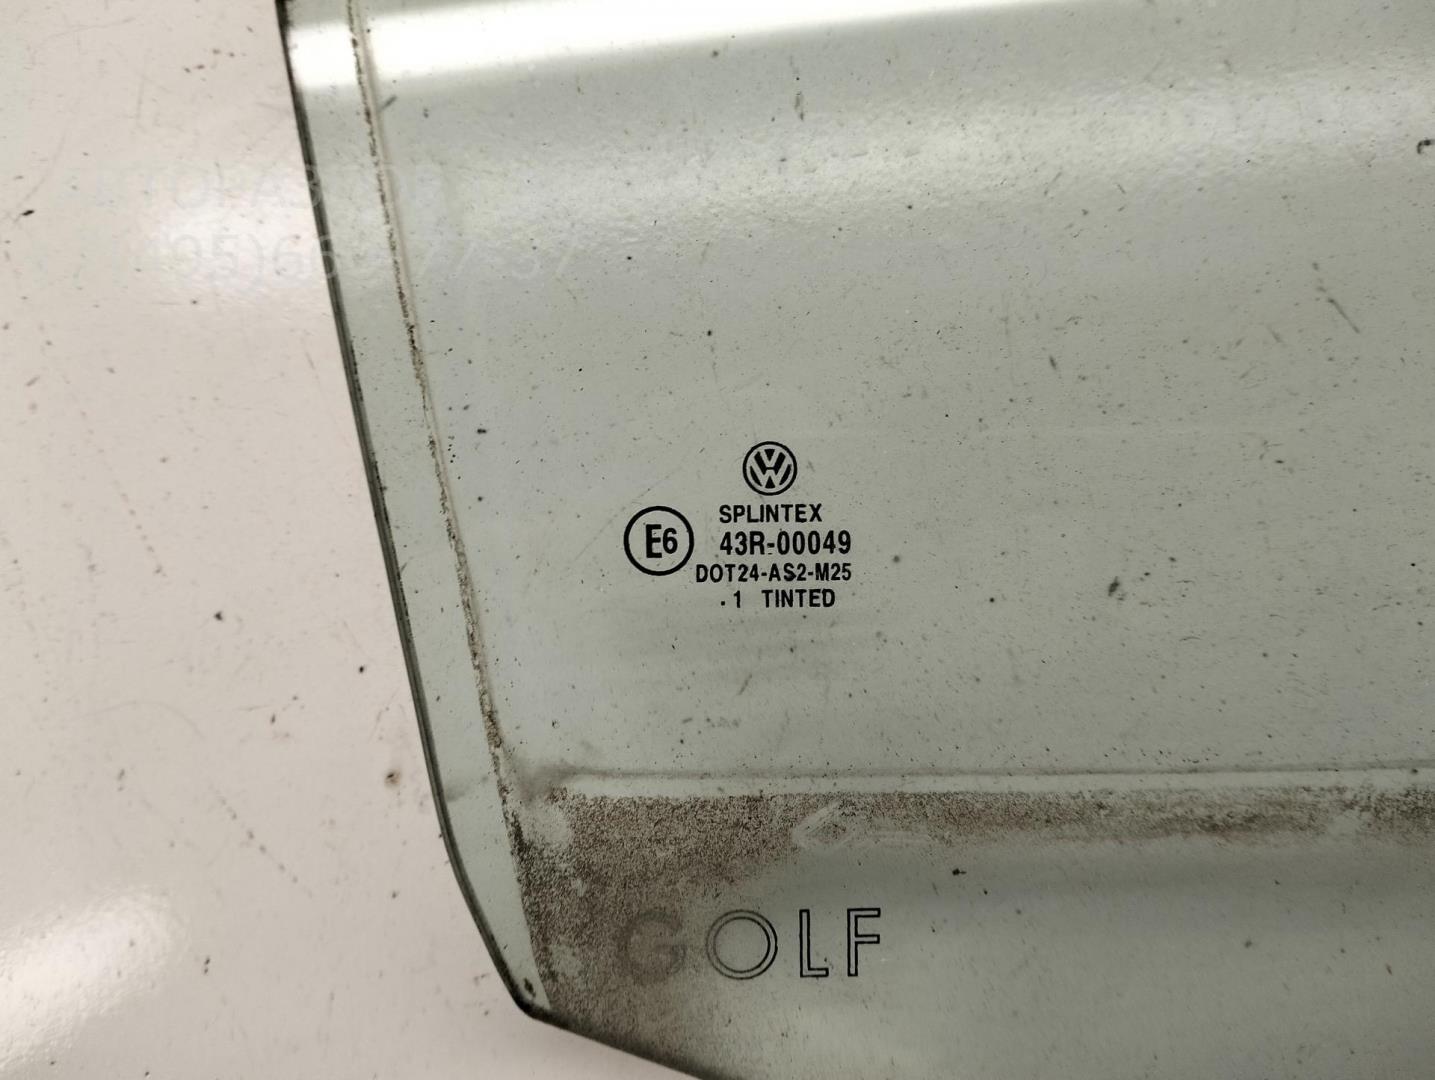 SPLINTEX
E6 43R-00049
DOT24-AS2-M25
.1 TINTED
GOLF